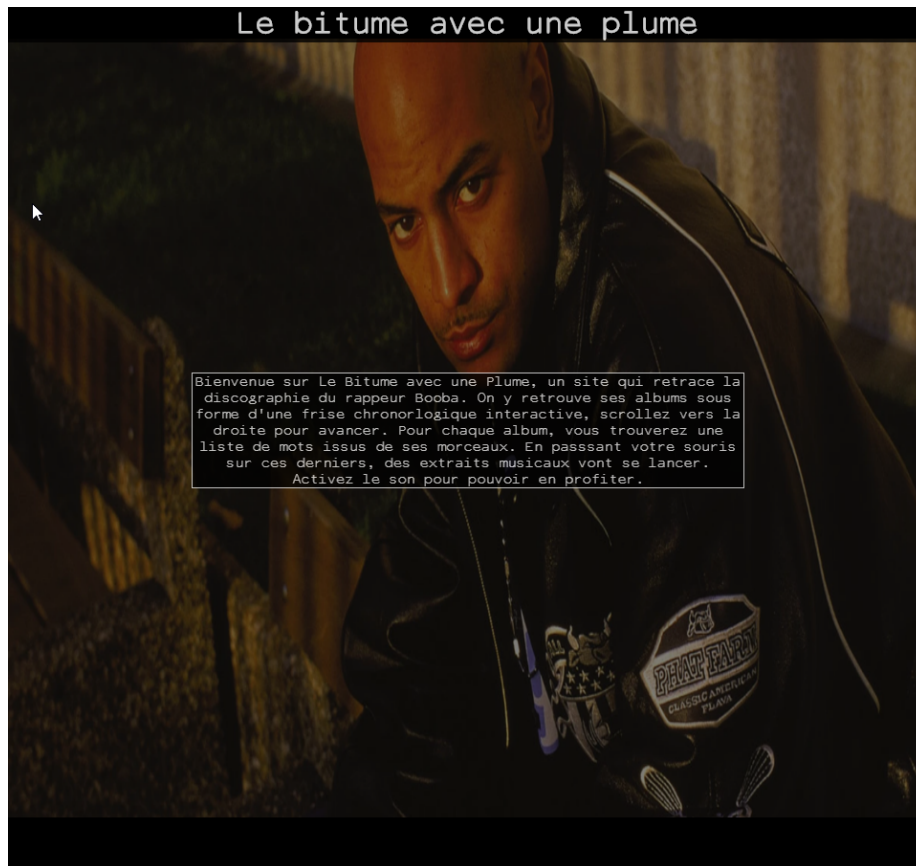 Le bitume avec une plume
Bienvenue sur Le Bitume avec une Plume, un site qui retrace la
discographie du rappeur Booba. On y retrouve ses albums sous
forme d'une frise chronorlogique interactive, scrollez vers la
droite pour avancer. Pour chaque album, vous trouverez une
liste de mots issus de ses morceaux. En passsant votre souris
sur ces derniers, des extraits musicaux vont se lancer.
Activez le son pour pouvoir en profiter.
PHAT FARM
CLASSIC AMERICAN
FLAVA